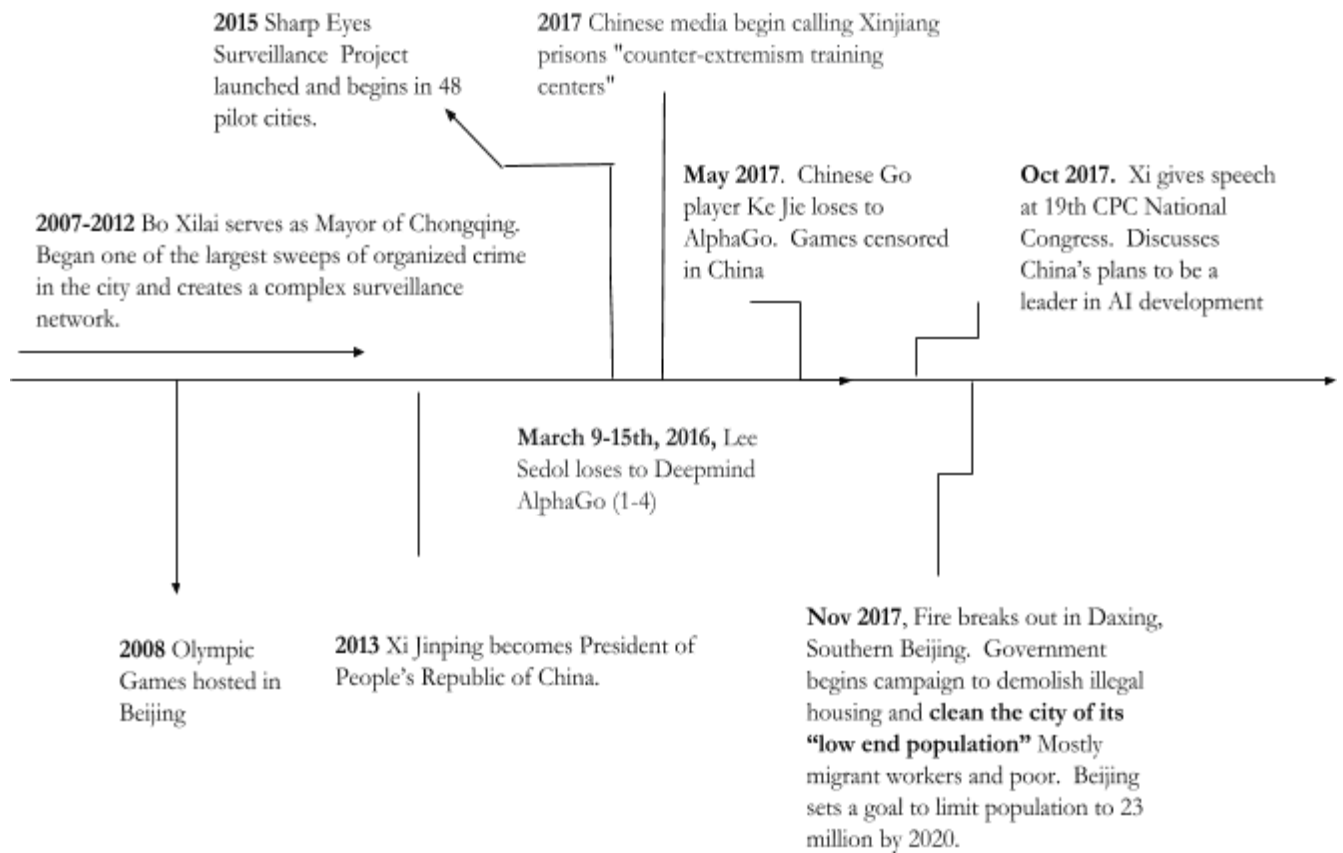 2015 Sharp Eyes
Surveillance Project
launched and begins in 48
pilot cities.
2017 Chinese media begin calling Xinjiang
prisons "counter-extremism training
centers"
2007-2012 Bo Xilai serves as Mayor of Chongqing.
Began one of the largest sweeps of organized crime
in the city and creates a complex surveillance
network.
May 2017. Chinese Go
player Ke Jie loses to
AlphaGo. Games censored
in China
Oct 2017. Xi gives speech
at 19th CPC National
Congress. Discusses
China's plans to be a
leader in AI development
March 9-15th, 2016, Lee
Sedol loses to Deepmind
AlphaGo (1-4)
2008 Olympic
Games hosted in
Beijing
2013 Xi Jinping becomes President of
People's Republic of China.
Nov 2017, Fire breaks out in Daxing,
Southern Beijing. Government
begins campaign to demolish illegal
housing and clean the city of its
“low end population” Mostly
migrant workers and poor. Beijing
sets a goal to limit population to 23
million by 2020.